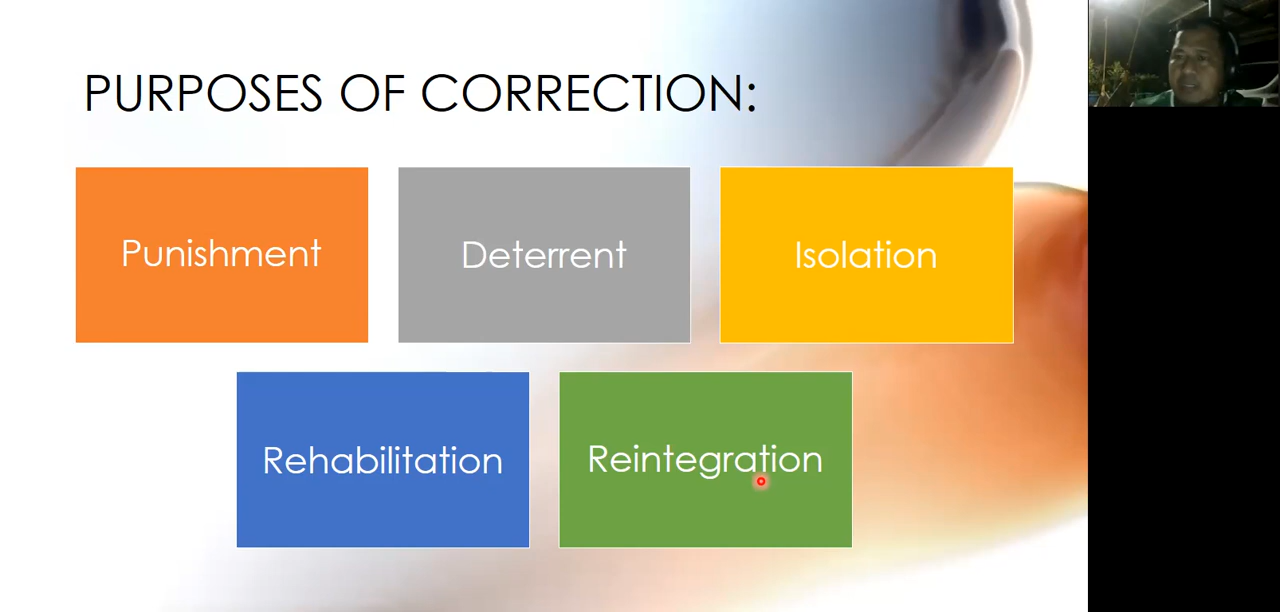 PURPOSES OF CORRECTION:
Punishment
Deterrent
Isolation
Rehabilitation
Reintegration